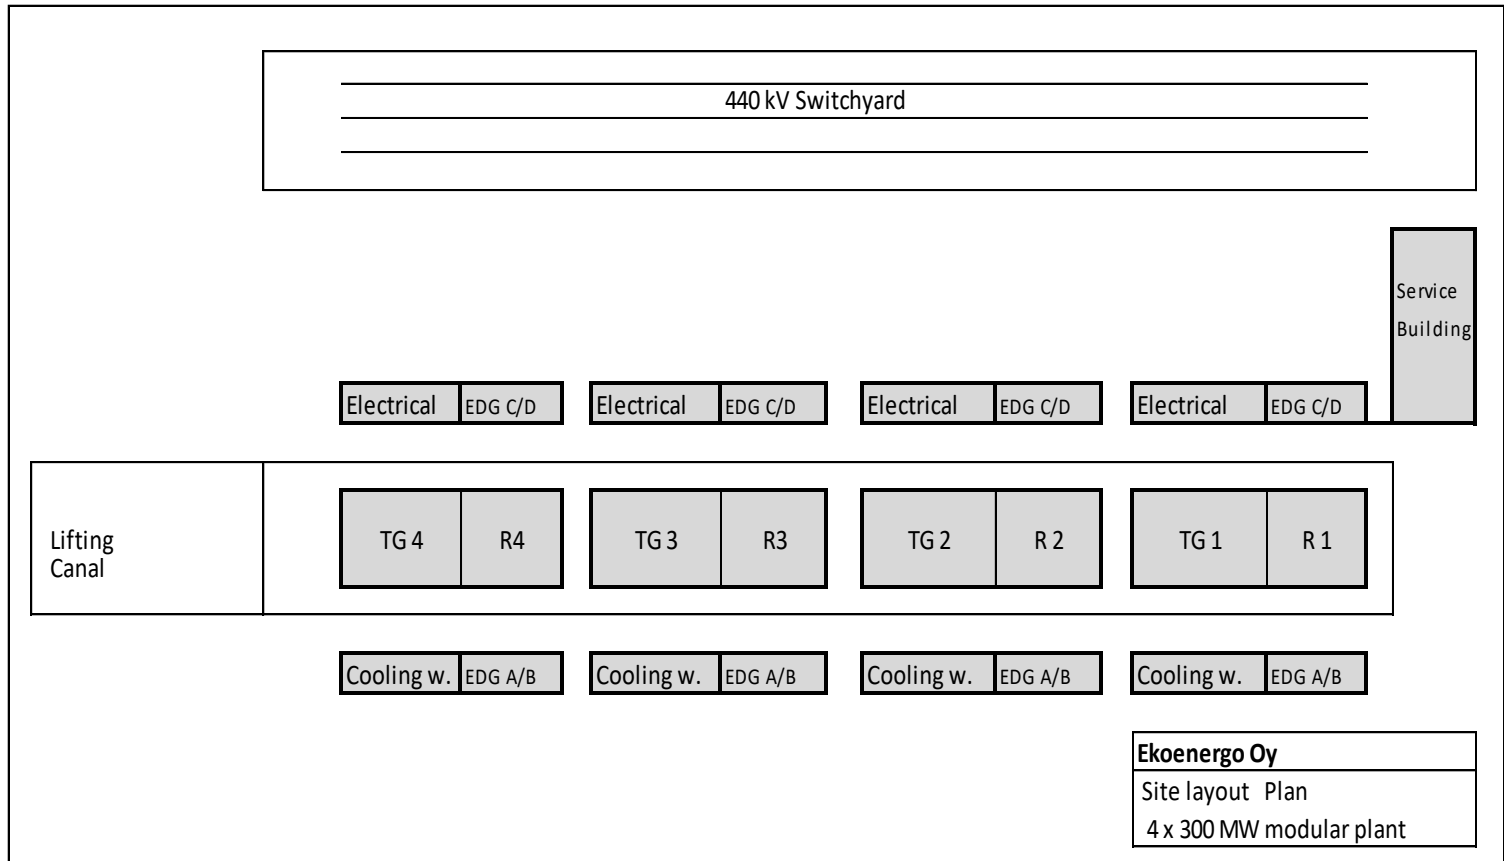 440 kV Switchyard
Service
Building
Electrical EDG C/D Electrical EDG C/D Electrical EDG C/D Electrical EDG C/D
Lifting
Canal
TG 4 R4 TG 3 R3 TG 2 R 2 TG 1 R 1
Cooling w. EDG A/B Cooling w. EDG A/B Cooling w. EDG A/B Cooling w. EDG A/B
Ekoenergo Oy
Site layout Plan
4 x 300 MW modular plant